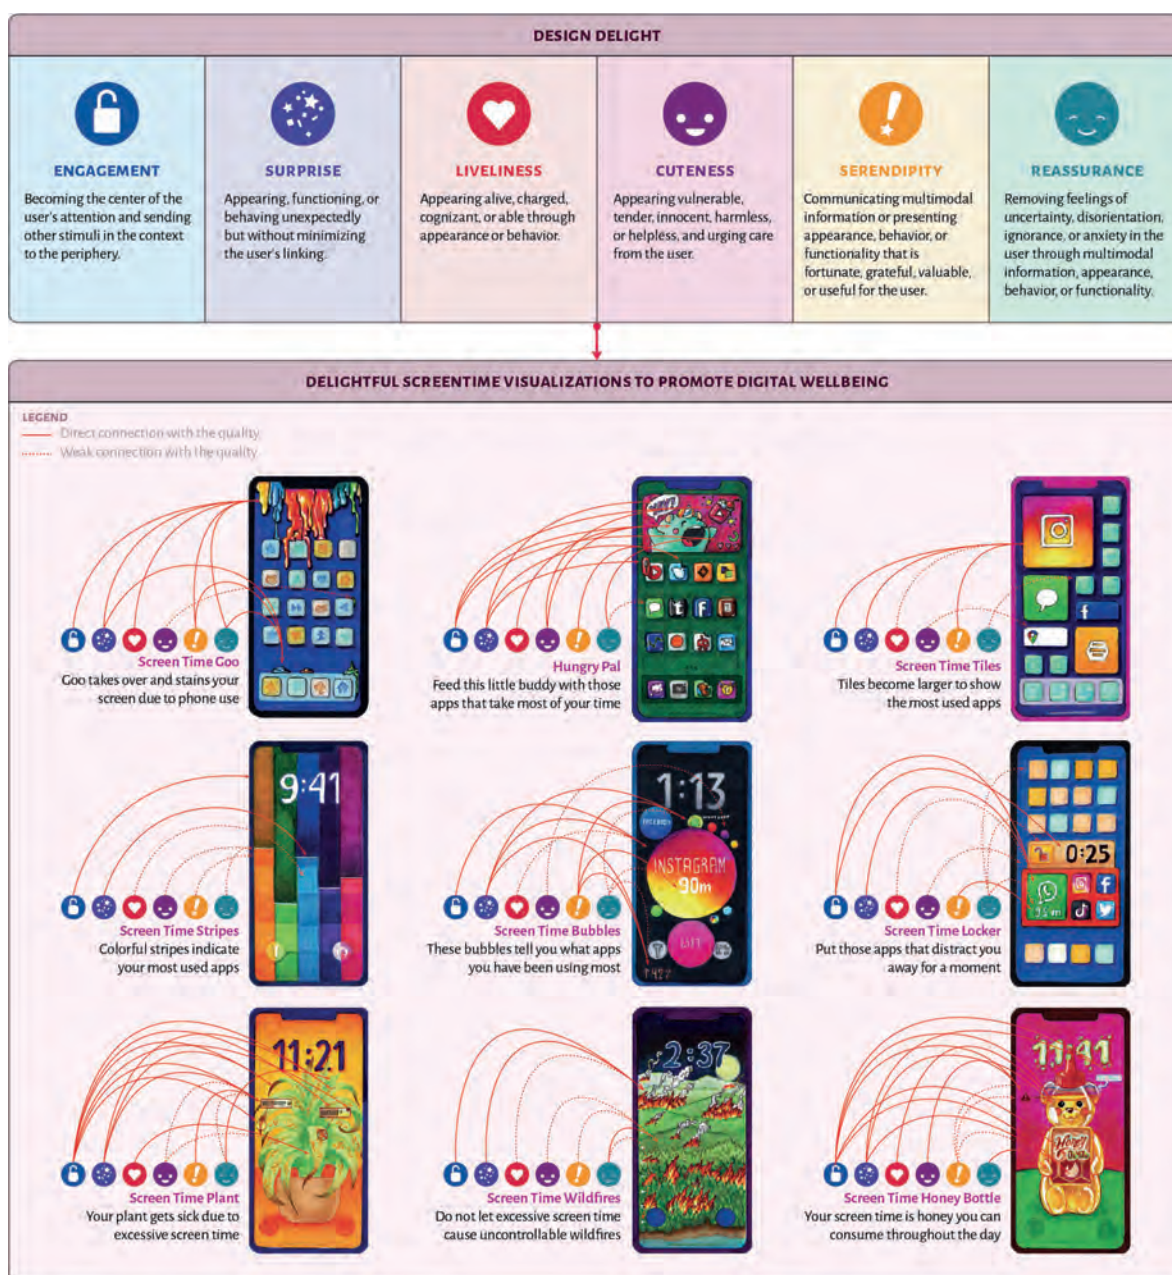 DESIGN DELIGHT
ENGAGEMENT
Becoming the center of the
user's attention and sending
other stimuli in the context
to the periphery.
SURPRISE
Appearing, functioning, or
behaving unexpectedly
but without minimizing
the user's linking.
LIVELINESS
Appearing alive, charged,
cognizant, or able through
appearance or behavior.
CUTENESS
Appearing vulnerable,
tender, innocent, harmless,
or helpless, and urging care
from the user.
SERENDIPITY
Communicating multimodal
information or presenting
appearance, behavior, or
functionality that is
fortunate, grateful, valuable,
or useful for the user.
REASSURANCE
Removing feelings of
uncertainty, disorientation,
ignorance, or anxiety in the
user through multimodal
information, appearance,
behavior, or functionality.
DELIGHTFUL SCREENTIME VISUALIZATIONS TO PROMOTE DIGITAL WELLBEING
LEGEND
Direct connection with the quality
Weak connection with the quality
Screen Time Goo
Goo takes over and stains your
screen due to phone use
Hungry Pal
Feed this little buddy with those
apps that take most of your time
Screen Time Tiles
Tiles become larger to show
the most used apps
9:41
Screen Time Stripes
Colorful stripes indicate
your most used apps
1:13
INSTAGRAM
90m
Screen Time Bubbles
These bubbles tell you what apps
you have been using most
0:25
Screen Time Locker
Put those apps that distract you
away for a moment
11:21
Screen Time Plant
Your plant gets sick due to
excessive screen time
2:37
Screen Time Wildfires
Do not let excessive screen time
cause uncontrollable wildfires
11:41
Screen Time Honey Bottle
Your screen time is honey you can
consume throughout the day